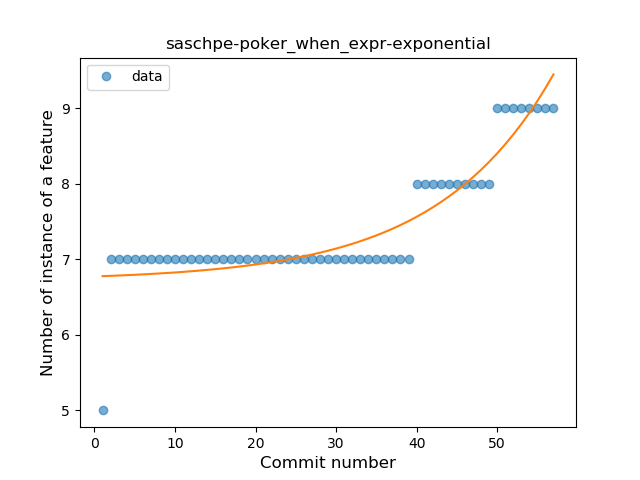 saschpe-poker_when_expr-exponential
data
Number of instance of a feature
9
8
7
6
5
0 10 20 30 40 50
Commit number